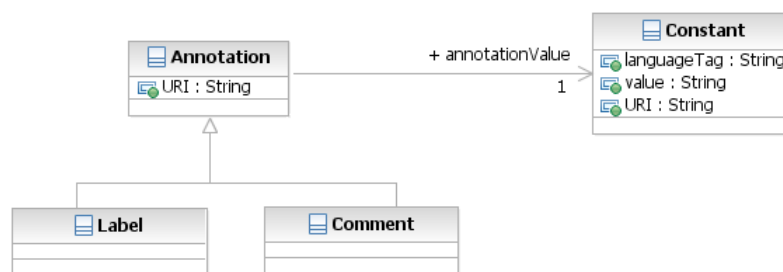 Annotation
URI : String
+ annotationValue
1
Constant
languageTag : String
value : String
URI : String
Label
Comment